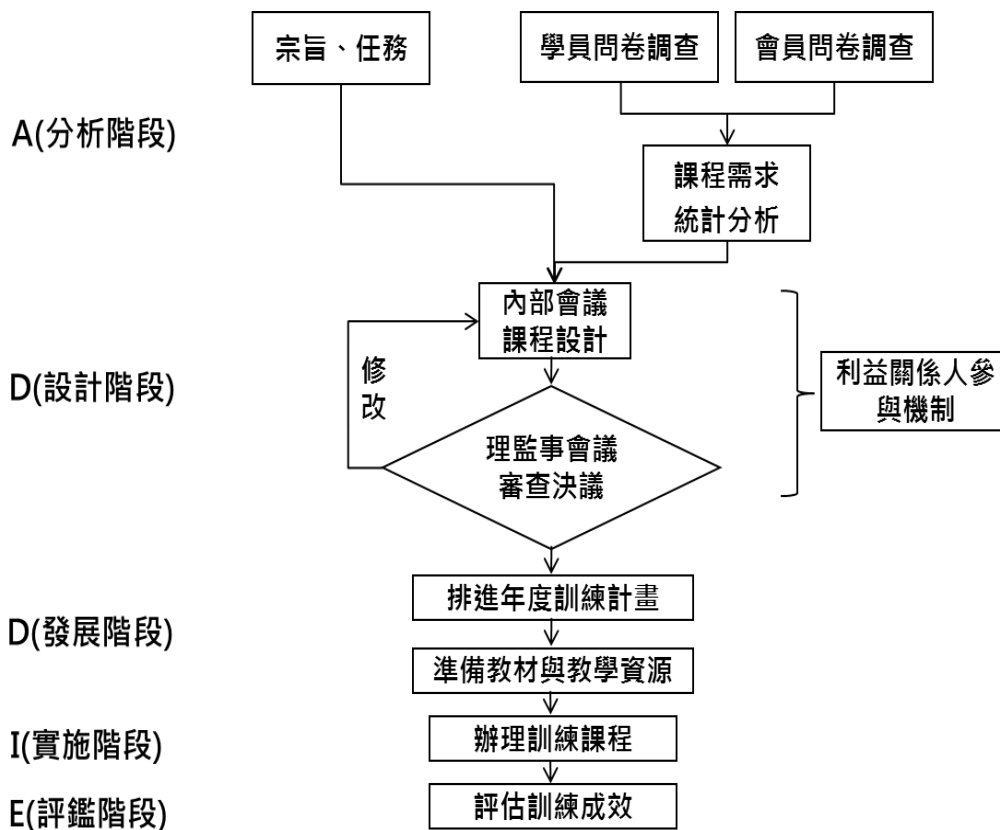 宗旨、任務
學員問卷調查
會員問卷調查
A(分析階段)
課程需求
統計分析
內部會議
課程設計
修
改
D(設計階段)
利益關係人參
與機制
理監事會議
審查決議
排進年度訓練計畫
D(發展階段)
準備教材與教學資源
I(實施階段)
辦理訓練課程
E(評鑑階段)
評估訓練成效